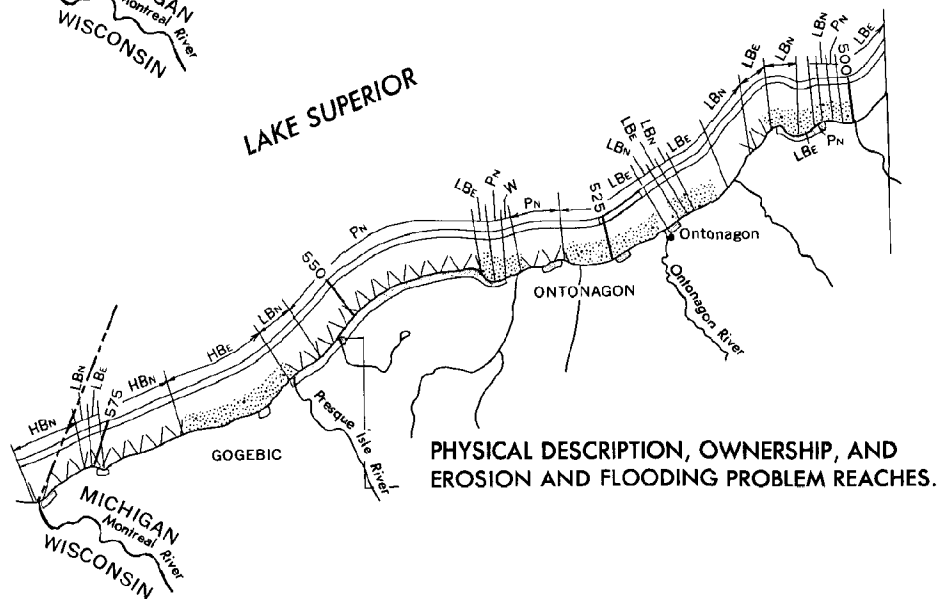 GAN
Montreal River
WISCONSIN
LAKE SUPERIOR
HBN
LBN
LBE
575
HBN
HBE
LBN
550
PN
LBE
PN
W
PN
525
LBE
LBN
LBE
LBN
LBE
LBN
LBE
LBN
LBN
PN
500
LBE
LBE
PN
Ontonagon
Ontonagon River
ONTONAGON
Presque Isle River
GOGEBIC
MICHIGAN
Montreal River
WISCONSIN
PHYSICAL DESCRIPTION, OWNERSHIP, AND
EROSION AND FLOODING PROBLEM REACHES.